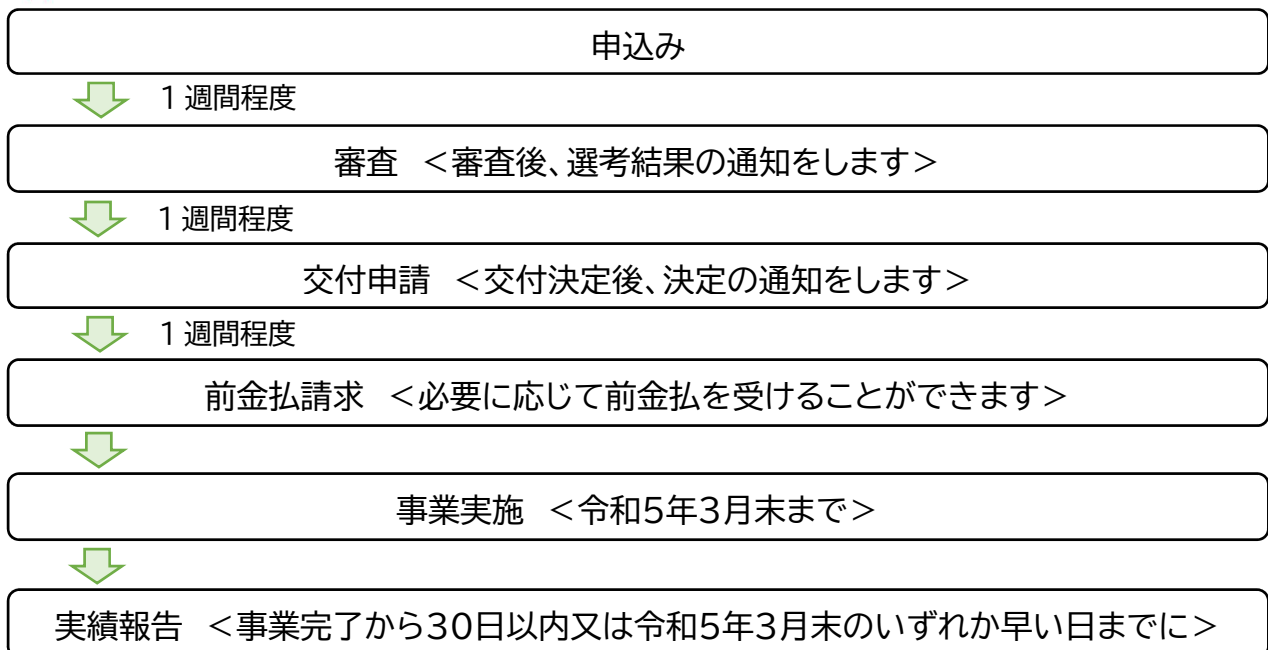 申込み
1週間程度
審査 <審査後、選考結果の通知をします>
1週間程度
交付申請 <交付決定後、決定の通知をします>
1週間程度
前金払請求 <必要に応じて前金払を受けることができます>
事業実施 <令和5年3月末まで>
実績報告 <事業完了から30日以内又は令和5年3月末のいずれか早い日までに>